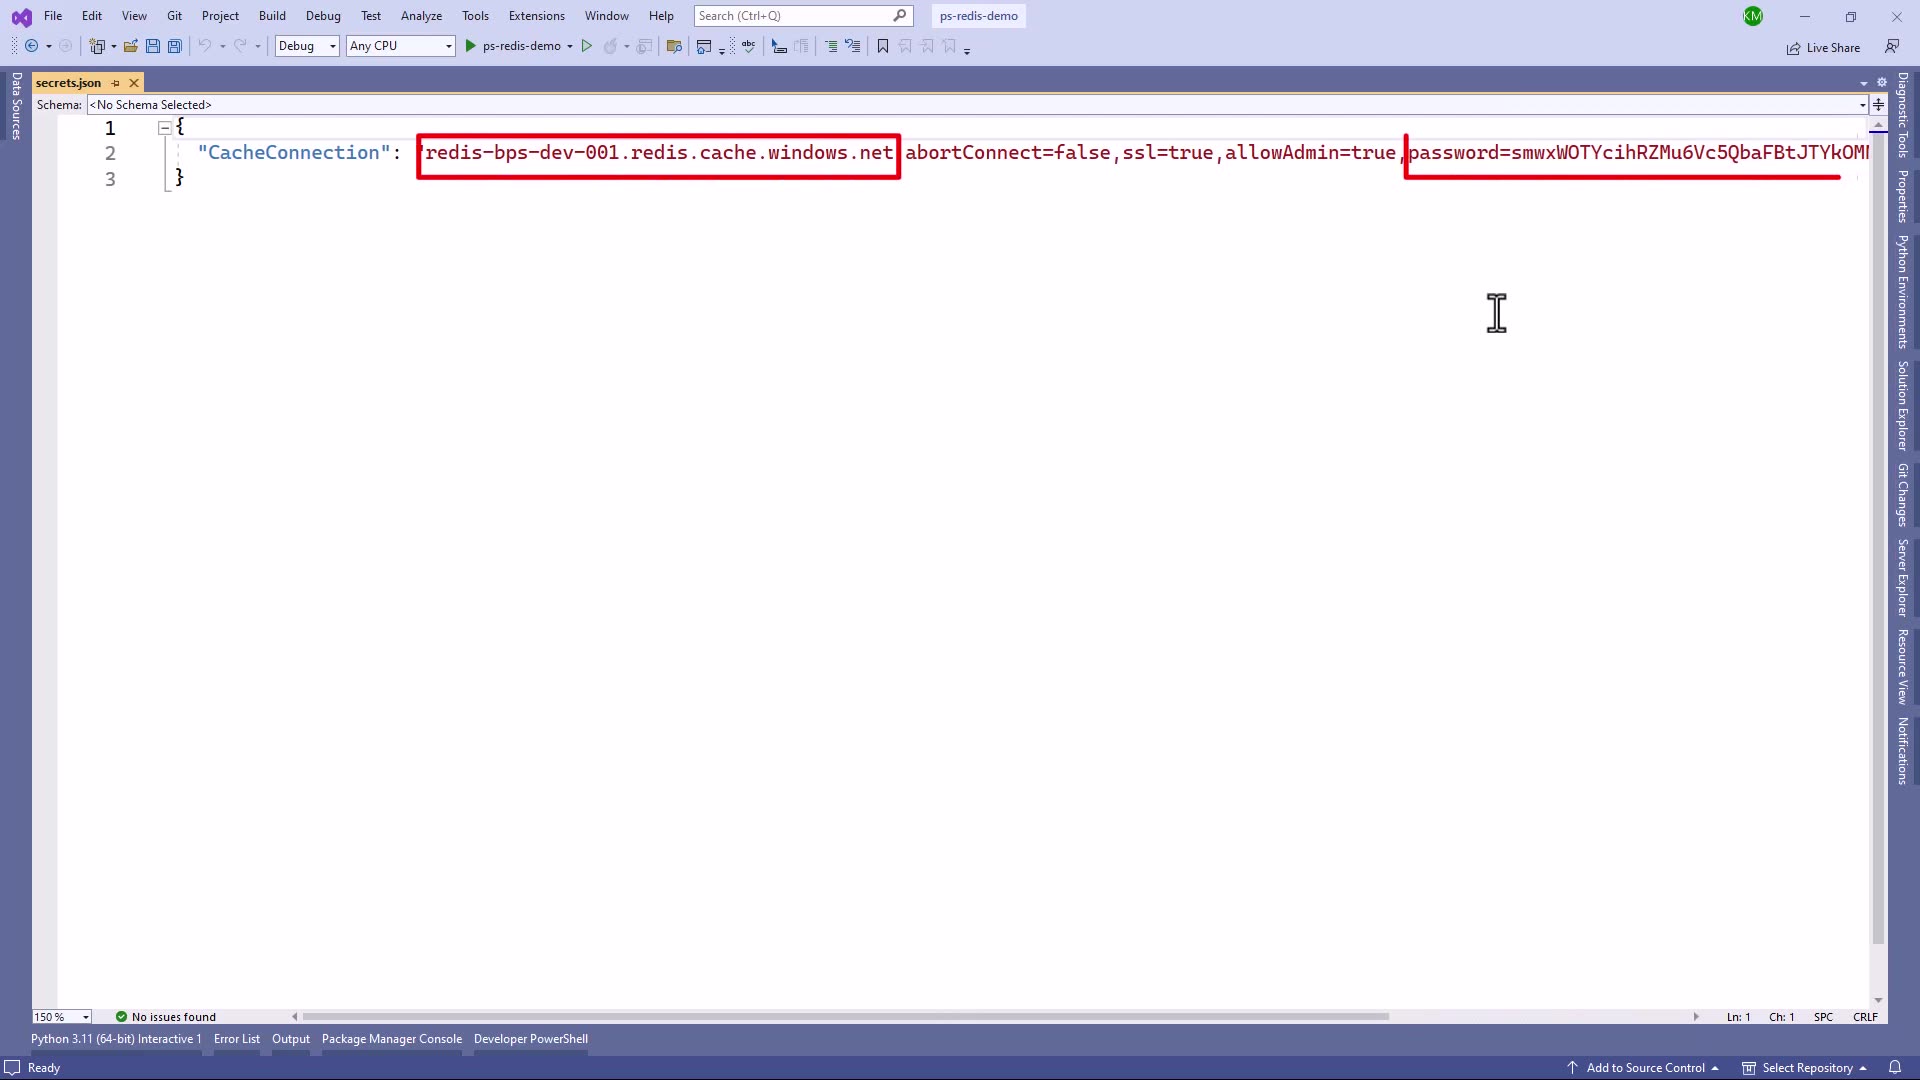 File Edit View Git Project Build Debug Test Analyze Tools Extensions Window Help Search (Ctrl+Q) ps-redis-demo KM
Debug Any CPU ps-redis-demo abc Live Share
secrets.json
Schema: <No Schema Selected>
1 {
2 "CacheConnection": "redis-bps-dev-001.redis.cache.windows.net abortConnect=false,ssl=true,allowAdmin=true,password=smwxWOTYcihRZMu6Vc5QbaFBtJTYkOM
3 }
Data Sources
Diagnostic Tools
Properties
Python Environments
Solution Explorer
Git Changes
Server Explorer
Resource View
Notifications
150 % No issues found Ln: 1 Ch: 1 SPC CRLF
Python 3.11 (64-bit) Interactive 1 Error List Output Package Manager Console Developer PowerShell
Ready Add to Source Control Select Repository